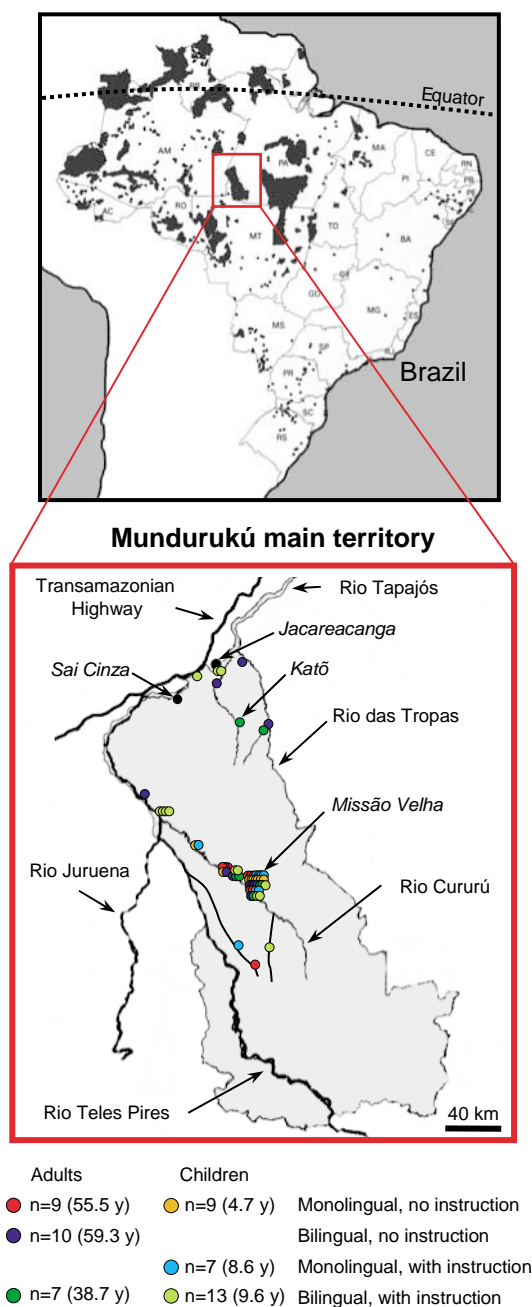 Equator
RR
AM
PA
MA
CE
RN
PB
PE
PI
AC
RO
TO
MT
BA
DF
GO
MG
ES
MS
SP
RJ
PR
Brazil
SC
RS
Mundurukú main territory
Transamazonian
Highway
Rio Tapajós
Jacareacanga
Sai Cinza
Katõ
Rio das Tropas
Missão Velha
Rio Juruena
Rio Cururú
Rio Teles Pires
40 km
Adults Children
n=9 (55.5 y) n=9 (4.7 y) Monolingual, no instruction
n=10 (59.3 y) Bilingual, no instruction
n=7 (8.6 y) Monolingual, with instruction
n=7 (38.7 y) n=13 (9.6 y) Bilingual, with instruction